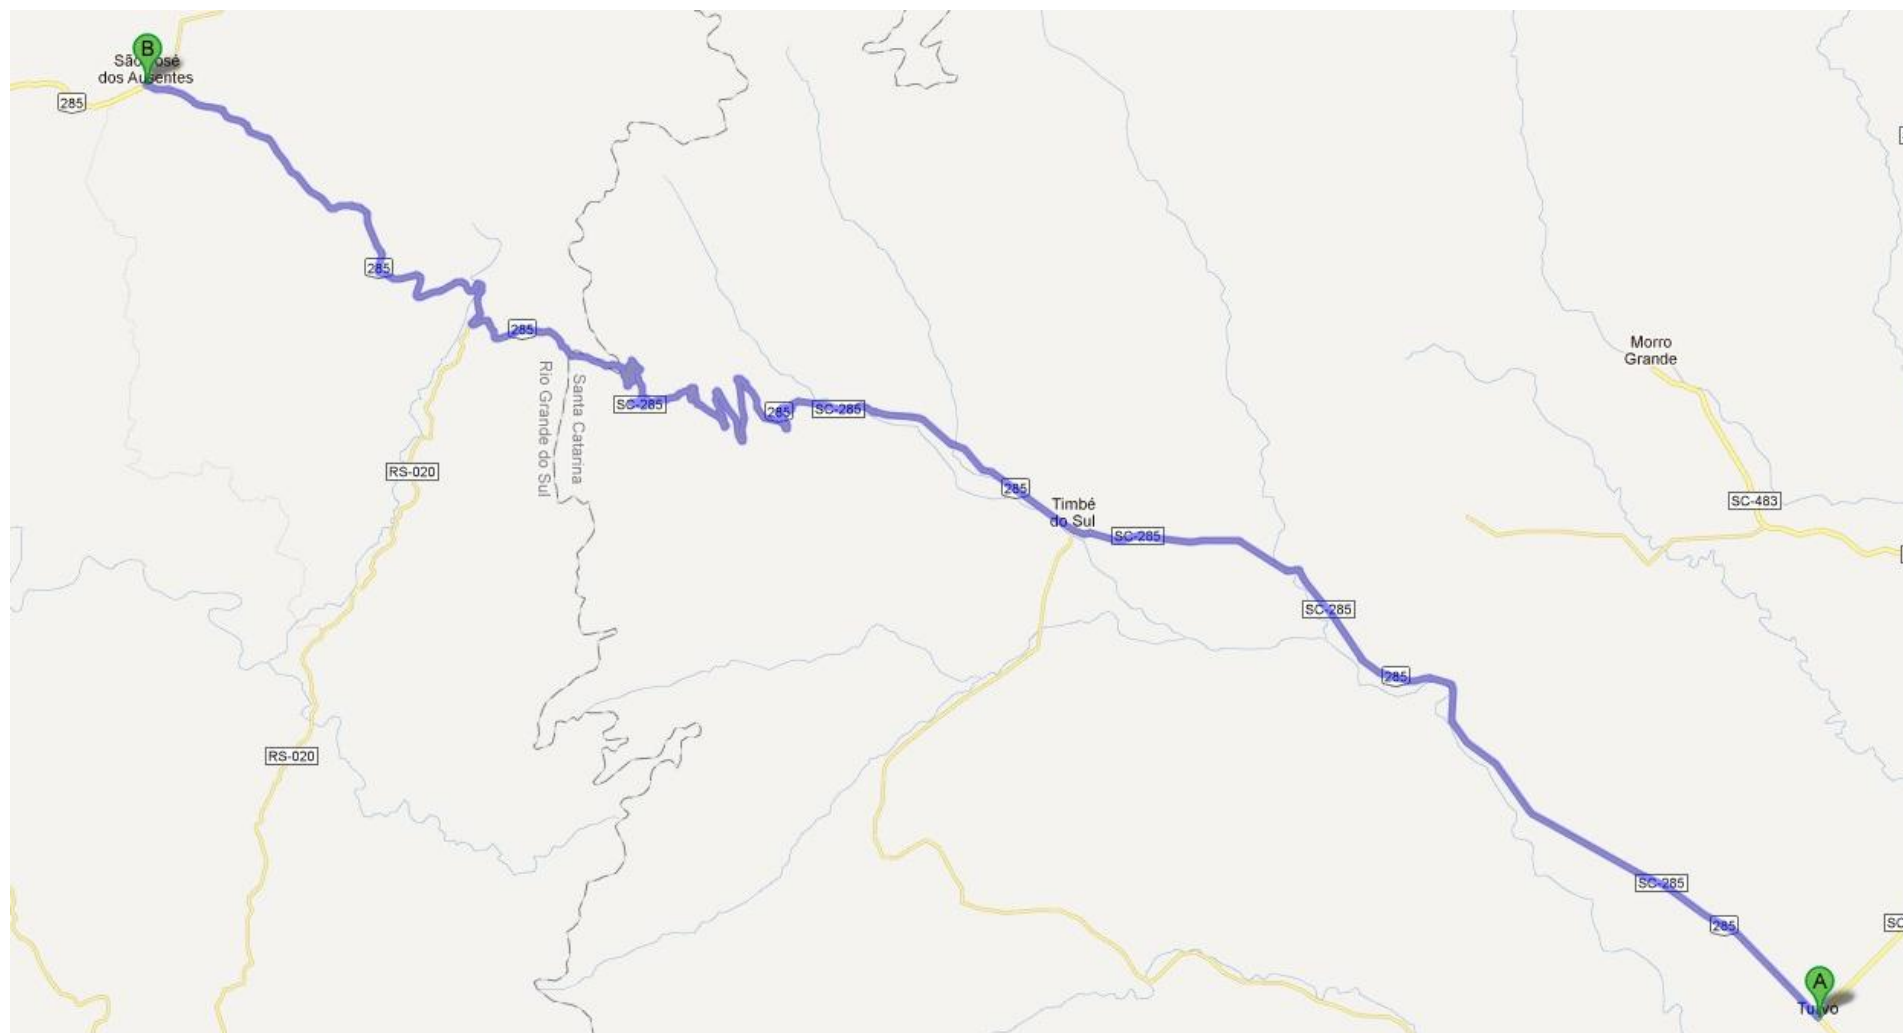 B
São José
dos Ausentes
285
285
285
Rio Grande do Sul
Santa Catarina
SC-285
285
SC-285
Morro
Grande
RS-020
285
Timbé
do Sul
SC-483
SC-285
SC-285
285
RS-020
SC-285
285
SC
A
Turvo